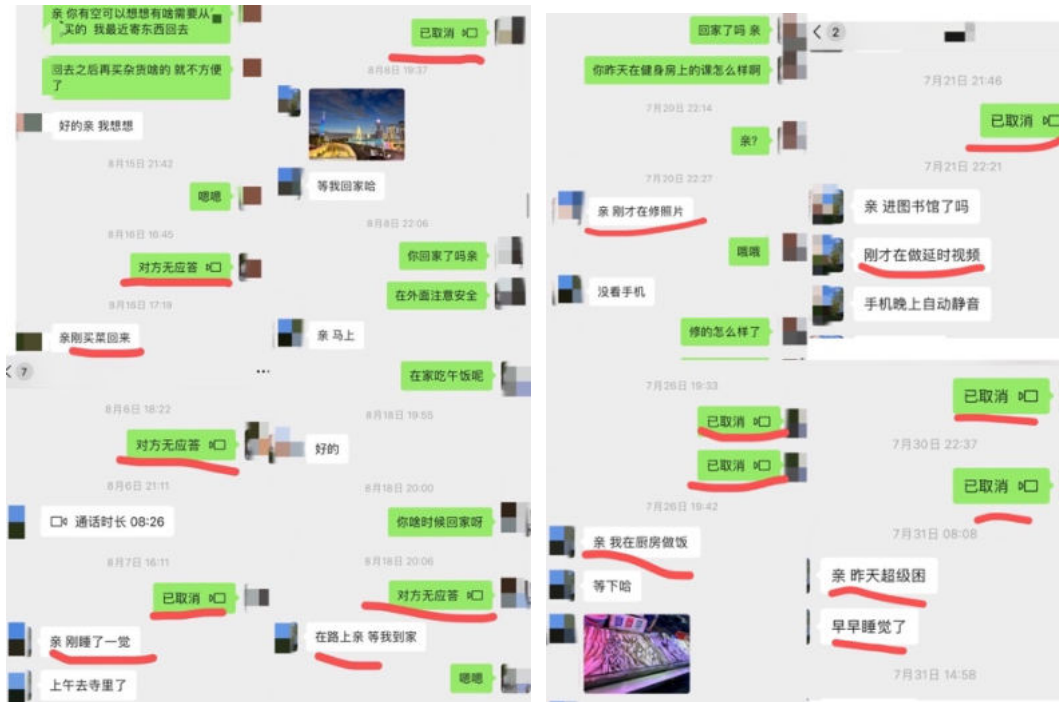 亲 你有空可以想想有啥需要从
买的 我最近寄东西回去
回去之后再买杂货啥的 就不方便
了
好的亲 我想想
8月15日 21:42
嗯嗯
8月16日 16:45
对方无应答
8月16日 17:19
亲刚买菜回来
已取消
8月8日 19:37
等我回家哈
8月8日 22:06
你回家了吗亲
在外面注意安全
亲 马上
7
8月6日 18:22
对方无应答
8月6日 21:11
通话时长 08:26
8月7日 16:11
已取消
亲 刚睡了一觉
上午去寺里了
在家吃午饭呢
8月18日 19:55
好的
8月18日 20:00
你啥时候回家呀
8月18日 20:06
对方无应答
在路上亲 等我到家
嗯嗯
回家了吗 亲
你昨天在健身房上的课怎么样啊
7月20日 22:14
亲?
7月20日 22:27
亲 刚才在修照片
哦哦
没看手机
修的怎么样了
2
7月21日 21:46
已取消
7月21日 22:21
亲 进图书馆了吗
刚才在做延时视频
手机晚上自动静音
7月26日 19:33
已取消
已取消
7月26日 19:42
亲 我在厨房做饭
等下哈
已取消
7月30日 22:37
已取消
7月31日 08:08
亲 昨天超级困
早早睡觉了
7月31日 14:58